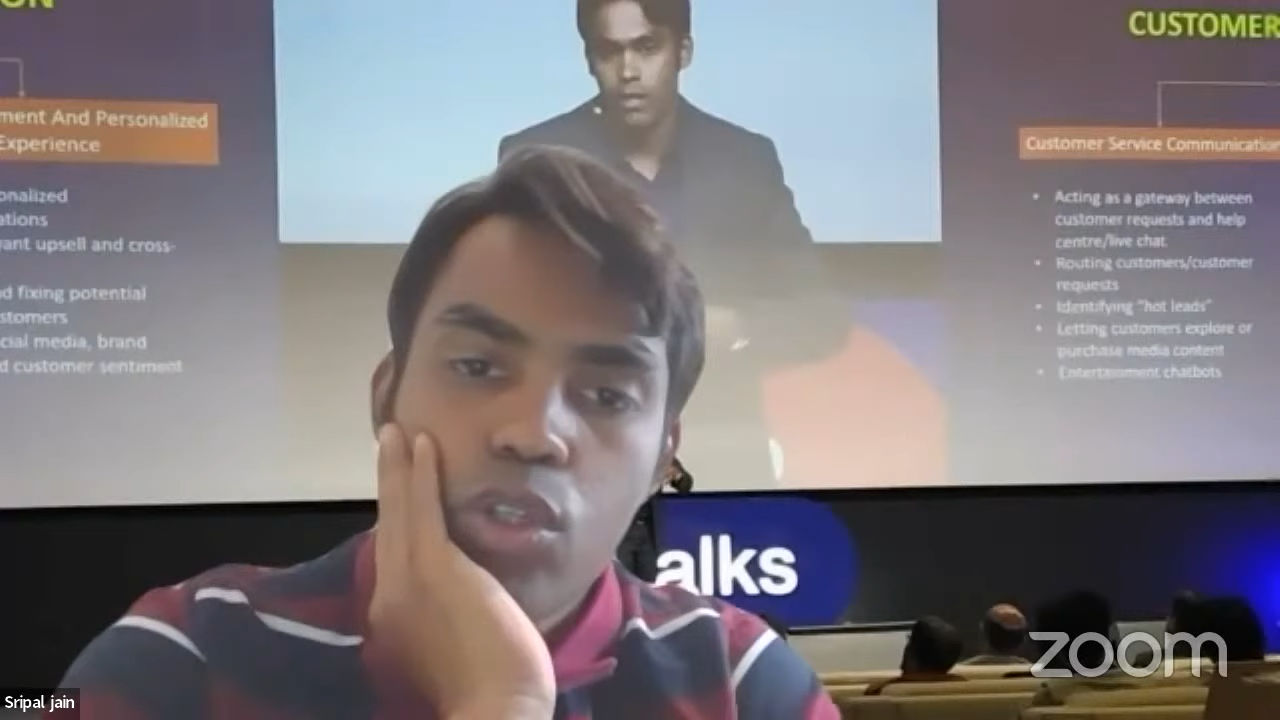 ON
ment And Personalized
Experience
onalized
ations
vant upsell and cross-
d fixing potential
stomers
cial media, brand
d customer sentiment
CUSTOMER
Customer Service Communication
• Acting as a gateway between
customer requests and help
centre/live chat
• Routing customers/customer
requests
• Identifying "hot leads"
• Letting customers explore or
purchase media content
• Entertainment chatbots
alks
zoom
Sripal jain